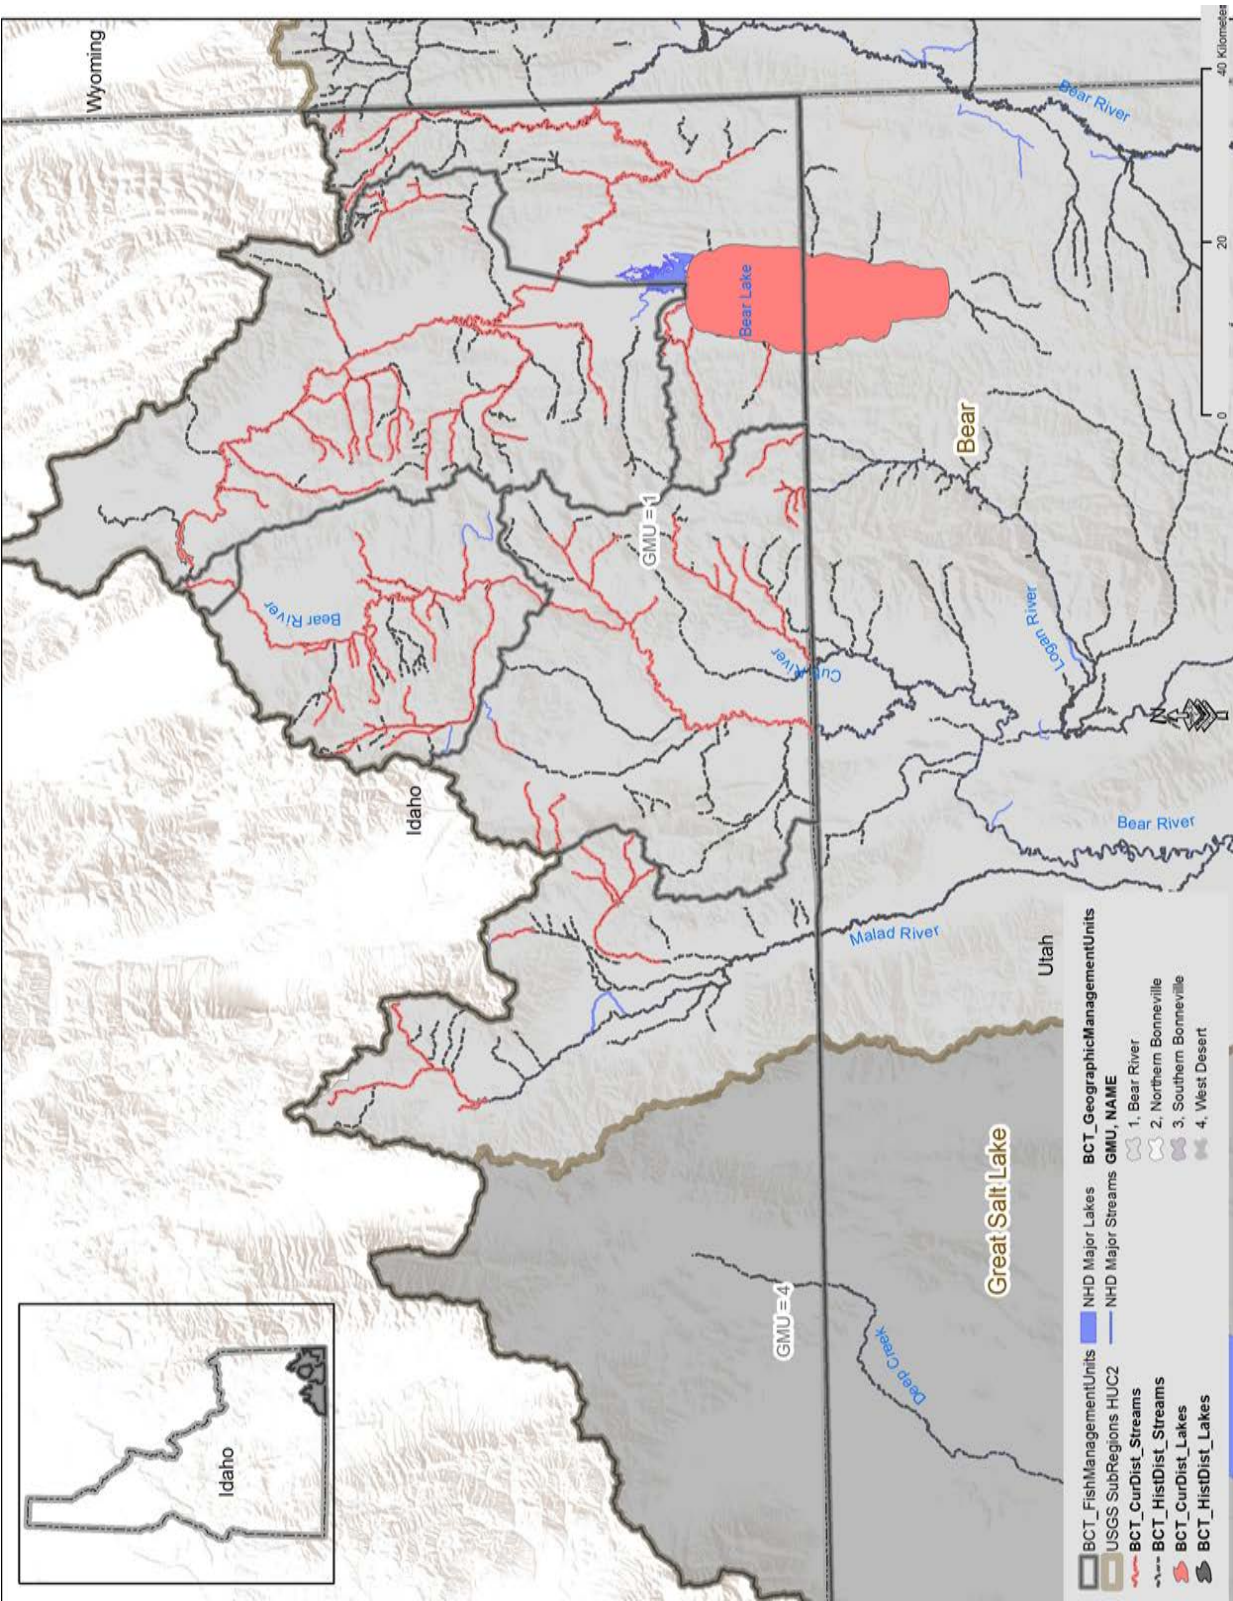 Wyoming
Idaho
Idaho
Bear River
Bear River
Bear Lake
GMU = 1
Bear
Cub River
Logan River
Bear River
Malad River
Utah
Great Salt Lake
GMU = 4
Deep Creek
N
0
20
40 Kilometer
BCT_FishManagementUnits
USGS SubRegions HUC2
BCT_CurDist_Streams
BCT_HistDist_Streams
BCT_CurDist_Lakes
BCT_HistDist_Lakes
NHD Major Lakes
NHD Major Streams
BCT_GeographicManagementUnits
GMU, NAME
1, Bear River
2, Northern Bonneville
3, Southern Bonneville
4, West Desert